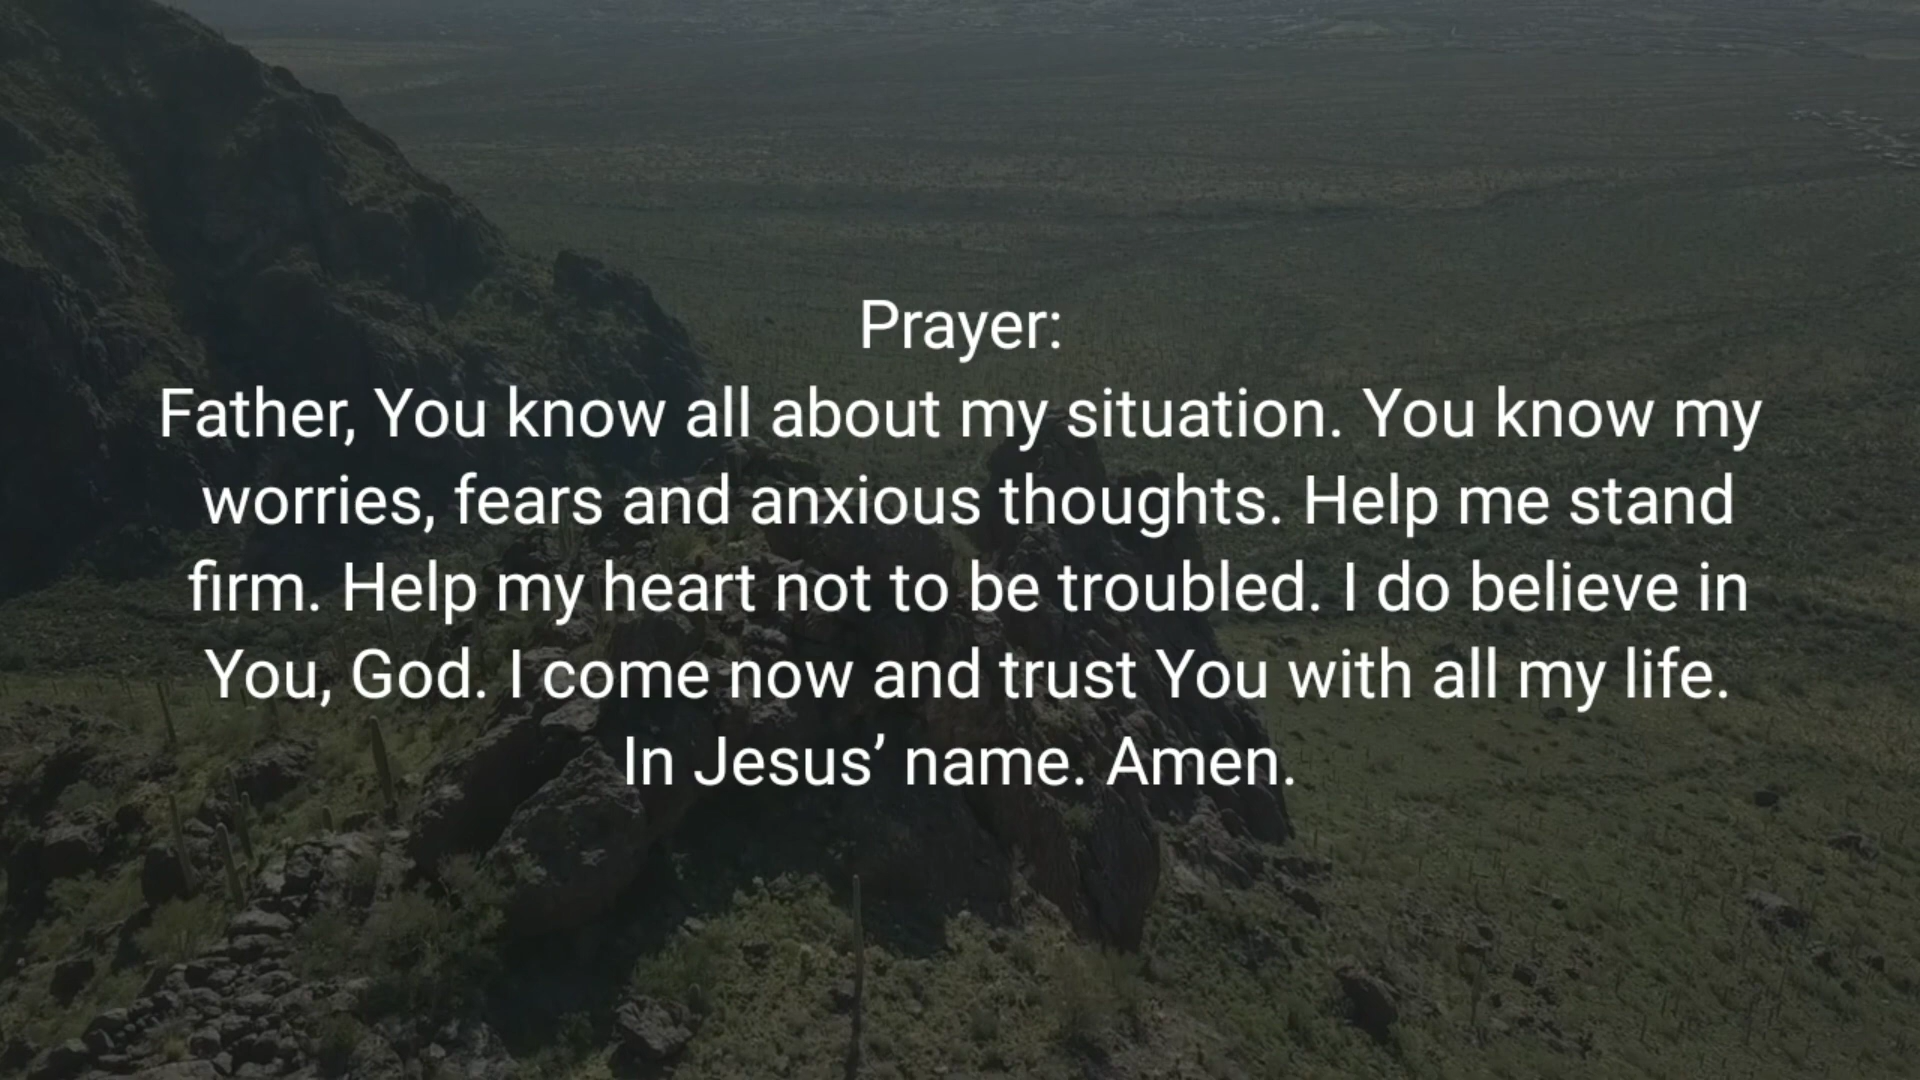 Prayer:
Father, You know all about my situation. You know my
worries, fears and anxious thoughts. Help me stand
firm. Help my heart not to be troubled. I do believe in
You, God. I come now and trust You with all my life.
In Jesus’ name. Amen.